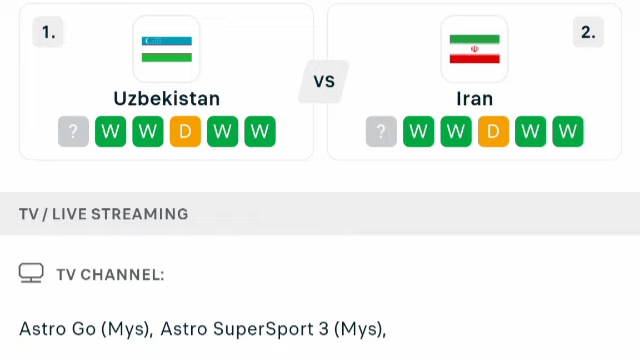 1.
2.
VS
Uzbekistan
Iran
? W W D W W
? W W D W W
TV / LIVE STREAMING
TV CHANNEL:
Astro Go (Mys), Astro SuperSport 3 (Mys),